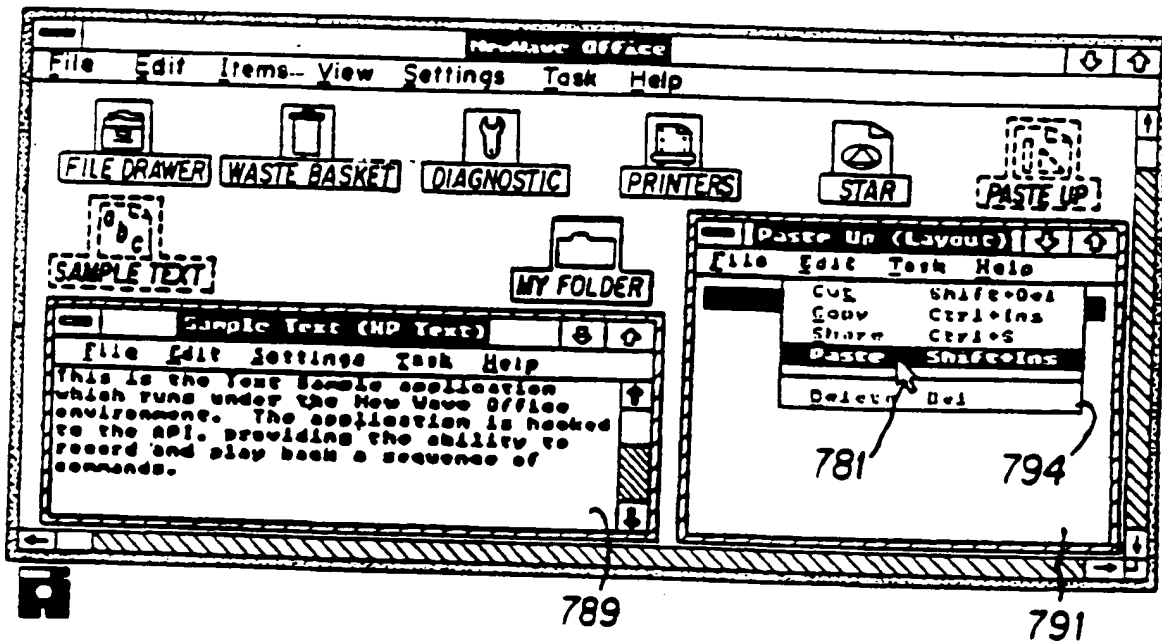 NewWave Office
File Edit Items View Settings Task Help
FILE DRAWER WASTE BASKET DIAGNOSTIC PRINTERS STAR PASTE UP
SAMPLE TEXT MY FOLDER
Paste Up (Layout)
File Edit Task Help
Cut Shift+Del
Copy Ctrl+Ins
Share Ctrl+S
Paste Shift+Ins
Delete Del
Sample Text (HP Text)
File Edit Settings Task Help
This is the Text Sample application
which runs under the New Wave Office
environment. The application is hooked
to the API, providing the ability to
record and play back a sequence of
commands.
781 794
789 791